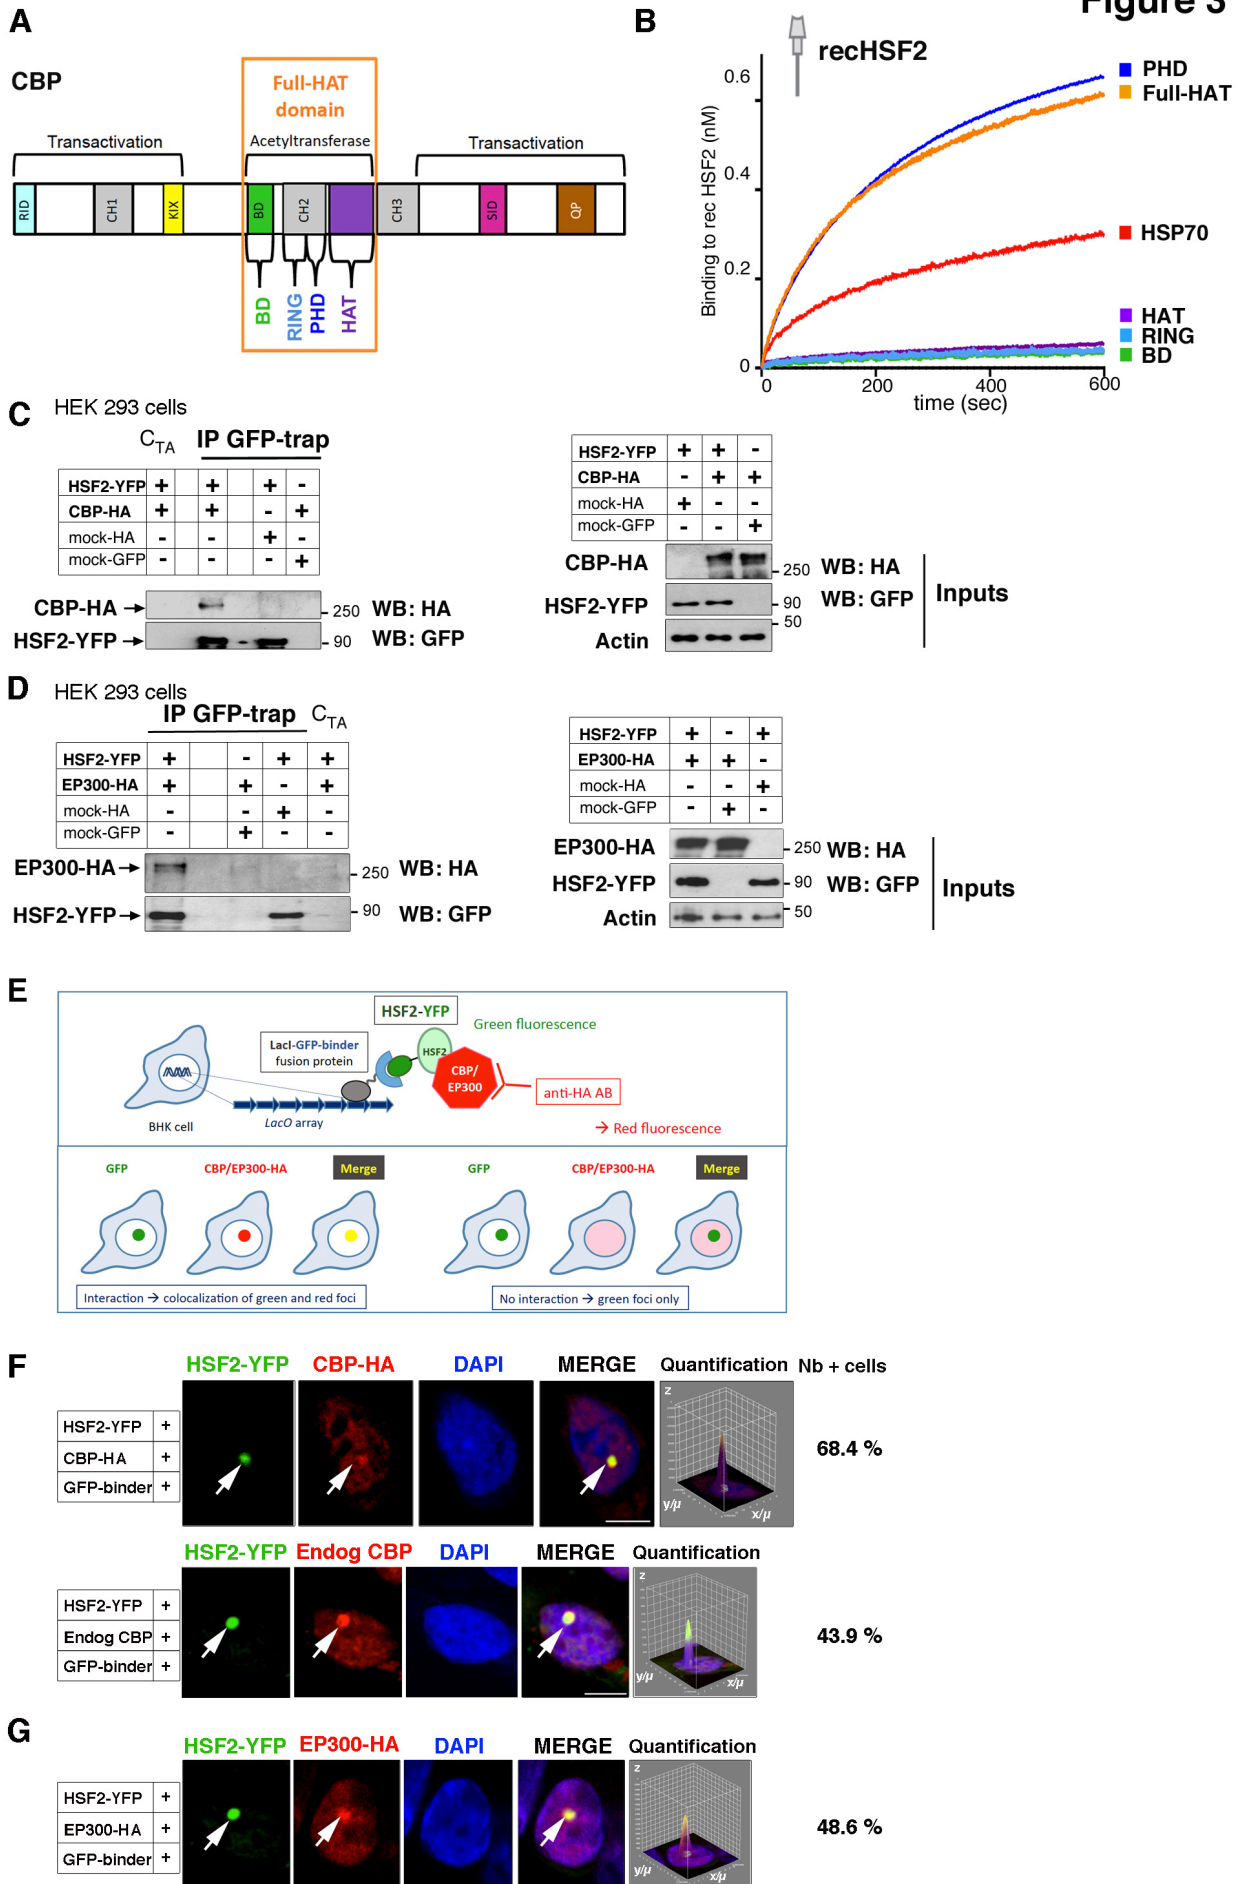 Figure 3
A
CBP
Full-HAT
domain
Transactivation
Acetyltransferase
Transactivation
RID
CH1
KIX
BD
CH2
CH3
SID
QP
BD
RING
PHD
HAT
B
recHSF2
Binding to rec HSF2 (nM)
0.6
0.4
0.2
0
0
200
400
600
time (sec)
PHD
Full-HAT
HSP70
HAT
RING
BD
C
HEK 293 cells
CTA IP GFP-trap
HSF2-YFP + + + -
CBP-HA + + - +
mock-HA - - + -
mock-GFP - - - +
CBP-HA 250 WB: HA
HSF2-YFP 90 WB: GFP
HSF2-YFP + + -
CBP-HA - + +
mock-HA + - -
mock-GFP - - +
CBP-HA 250 WB: HA
HSF2-YFP 90 WB: GFP
50
Actin
Inputs
D
HEK 293 cells
IP GFP-trap CTA
HSF2-YFP + - + +
EP300-HA + + - +
mock-HA - - + -
mock-GFP - + - -
EP300-HA 250 WB: HA
HSF2-YFP 90 WB: GFP
HSF2-YFP + - +
EP300-HA + + -
mock-HA - - +
mock-GFP - + -
EP300-HA 250 WB: HA
HSF2-YFP 90 WB: GFP
Actin 50
Inputs
E
HSF2-YFP
Green fluorescence
LacI-GFP-binder
fusion protein
HSF2
CBP/
EP300
anti-HA AB
→ Red fluorescence
BHK cell
LacO array
GFP CBP/EP300-HA Merge
GFP CBP/EP300-HA Merge
Interaction → colocalization of green and red foci
No interaction → green foci only
F
HSF2-YFP CBP-HA DAPI MERGE Quantification Nb + cells
HSF2-YFP +
CBP-HA +
GFP-binder +
z
y/μ
x/μ
68.4 %
HSF2-YFP Endog CBP DAPI MERGE Quantification
HSF2-YFP +
Endog CBP +
GFP-binder +
z
y/μ
x/μ
43.9 %
G
HSF2-YFP EP300-HA DAPI MERGE Quantification
HSF2-YFP +
EP300-HA +
GFP-binder +
z
y/μ
x/μ
48.6 %